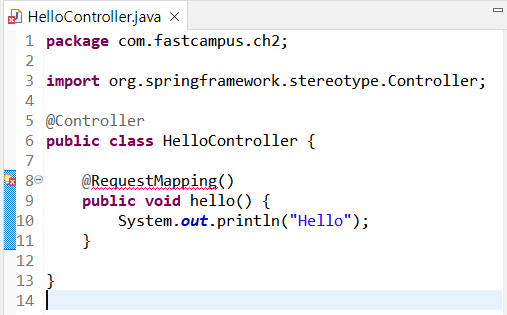 HelloController.java
1 package com.fastcampus.ch2;
2
3 import org.springframework.stereotype.Controller;
4
5 @Controller
6 public class HelloController {
7
8 @RequestMapping()
9 public void hello() {
10 System.out.println("Hello");
11 }
12
13 }
14